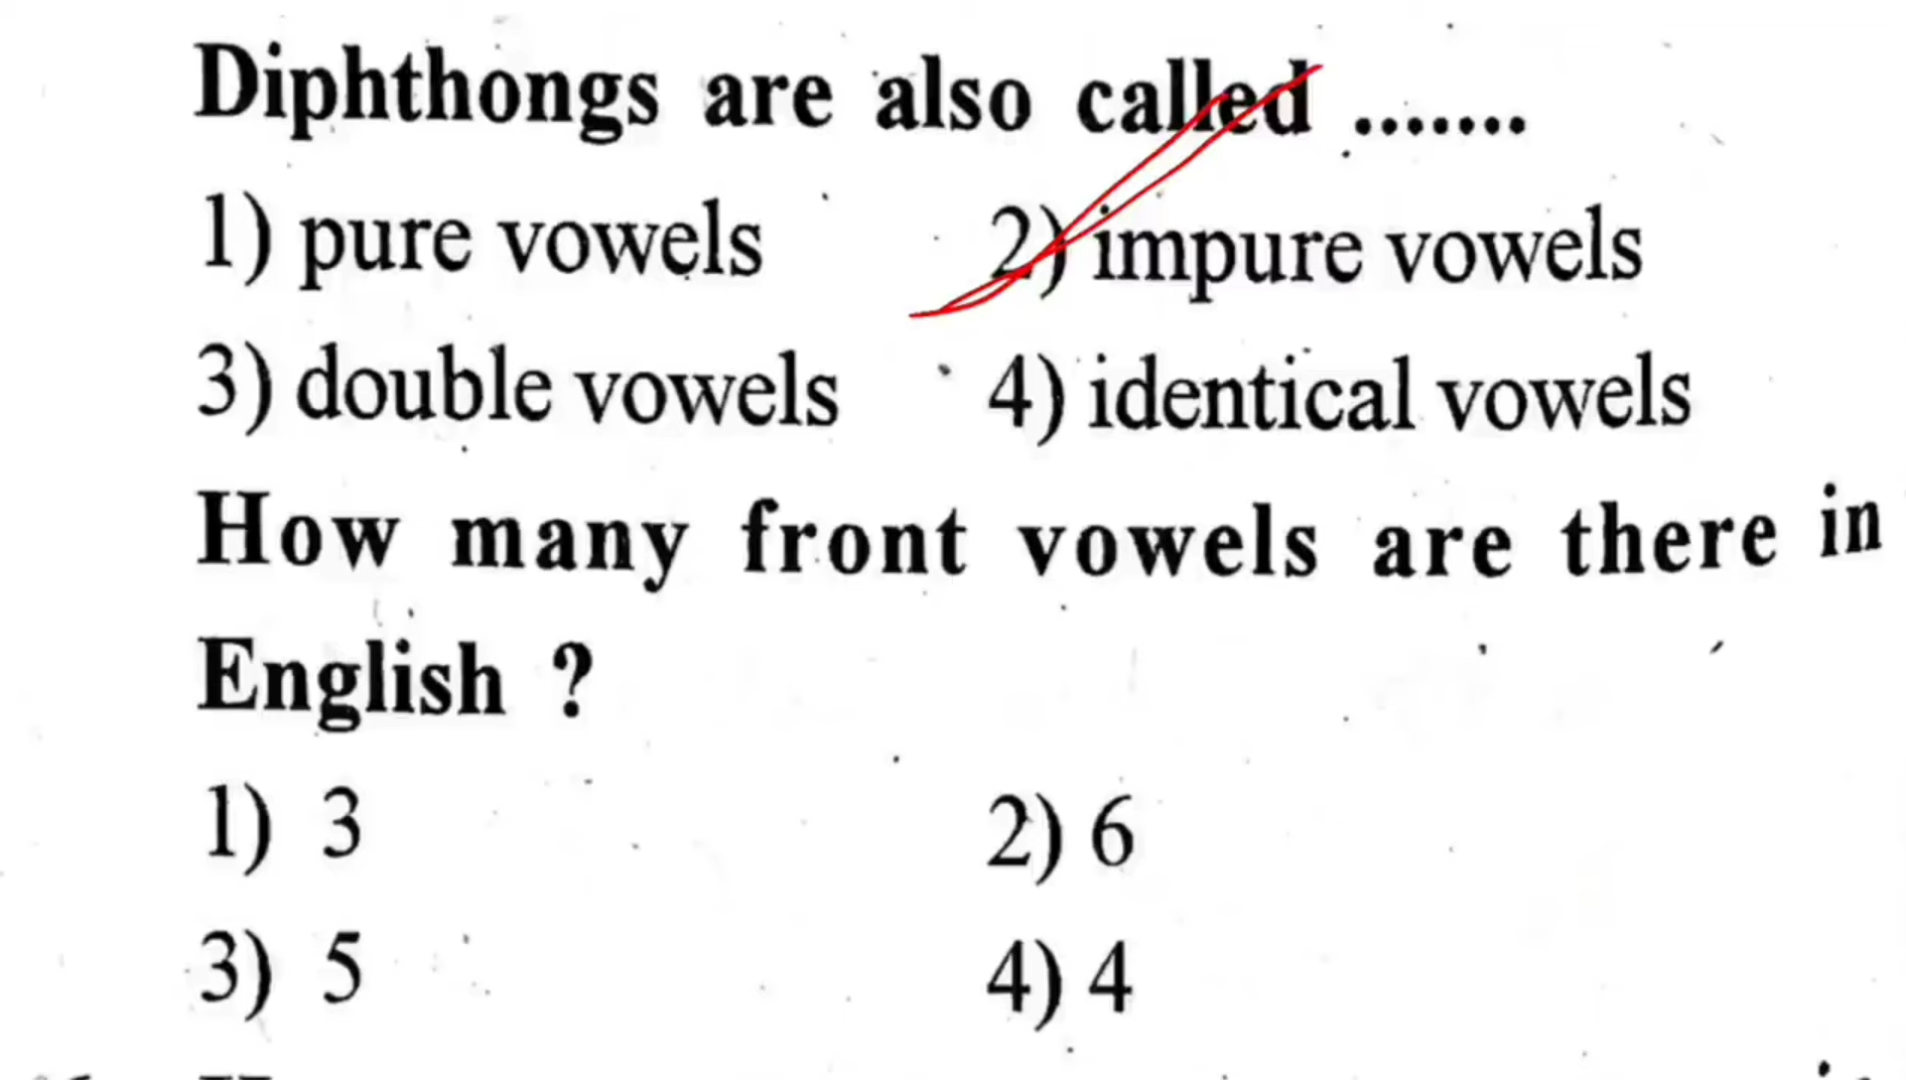 Diphthongs are also called .......
1) pure vowels 2) impure vowels
3) double vowels 4) identical vowels
How many front vowels are there in
English ?
1) 3 2) 6
3) 5 4) 4